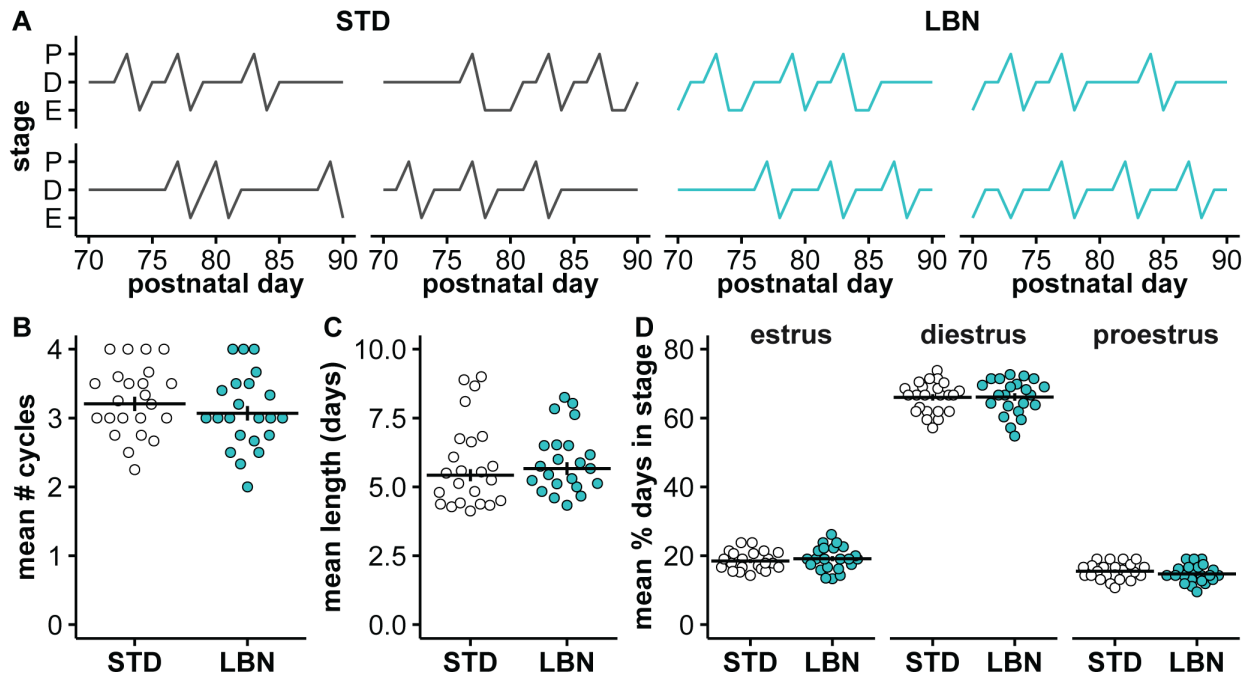 A STD LBN
stage
P
D
E
P
D
E
70 75 80 85 90 70 75 80 85 90 70 75 80 85 90 70 75 80 85 90
postnatal day postnatal day postnatal day postnatal day
B
mean # cycles
4
3
2
1
0
STD LBN
C
mean length (days)
10.0
7.5
5.0
2.5
0.0
STD LBN
D
mean % days in stage
estrus diestrus proestrus
80
60
40
20
0
STD LBN STD LBN STD LBN